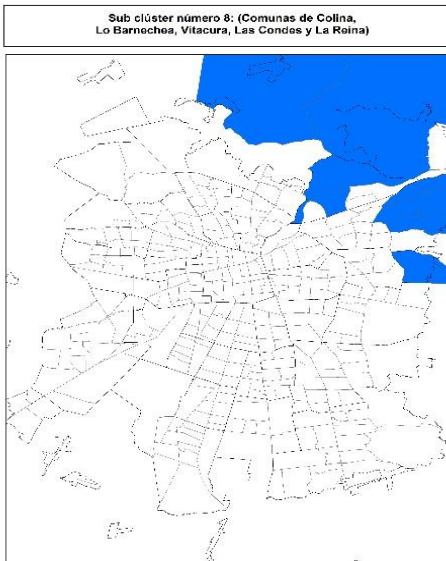 Sub clúster número 8: (Comunas de Colina,
Lo Barnechea, Vitacura, Las Condes y La Reina)